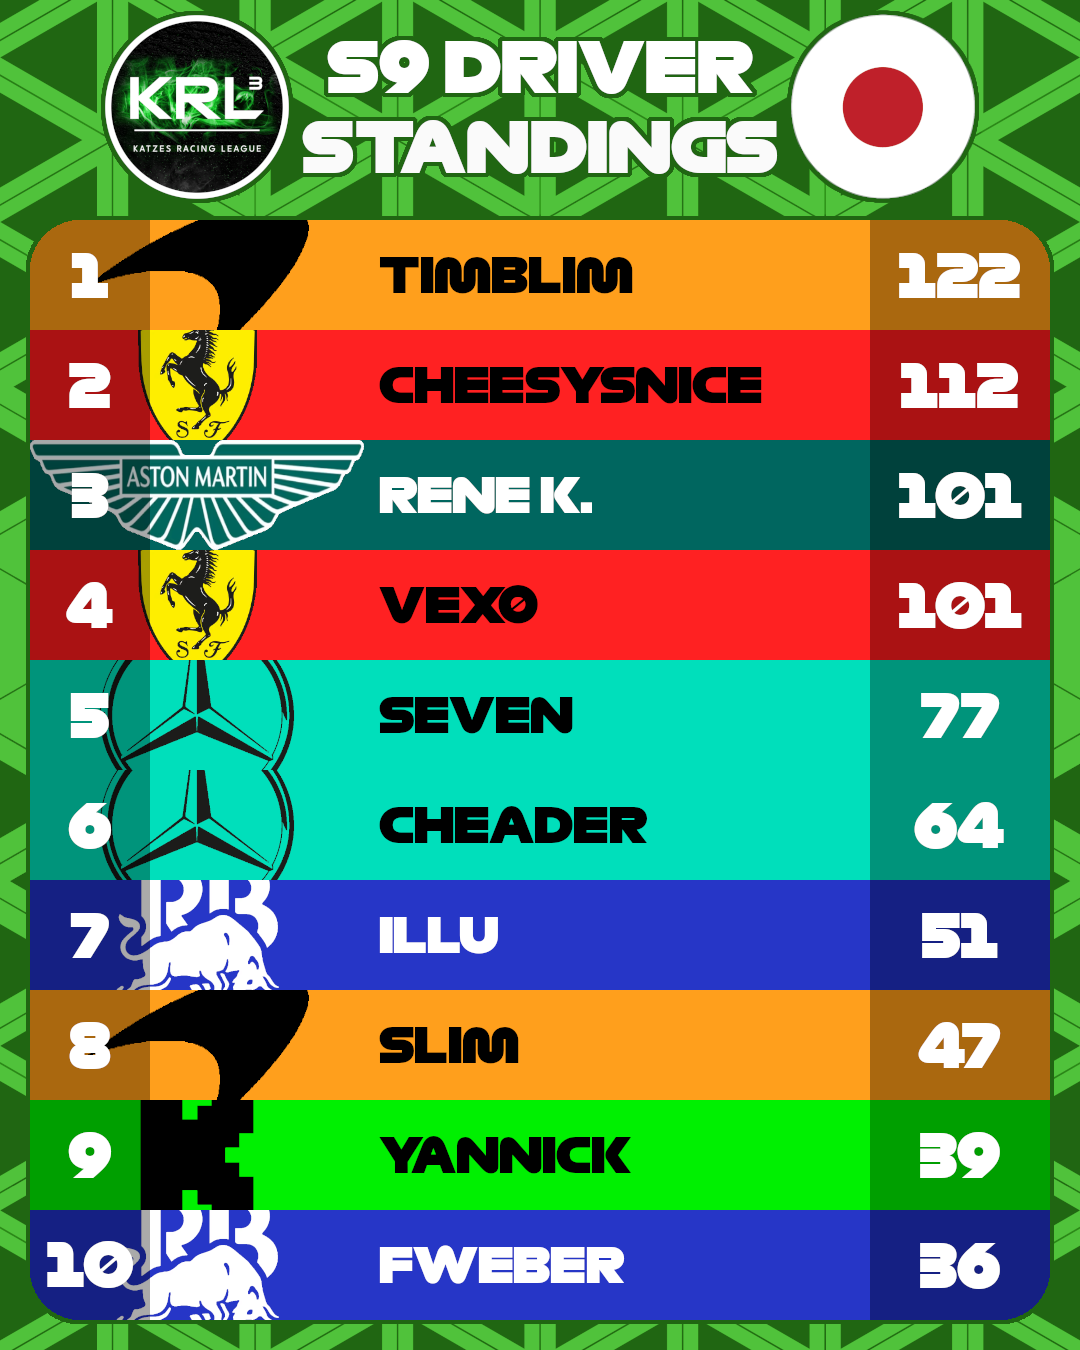 KRL3
KATZES RACING LEAGUE
S9 DRIVER
STANDINGS
1 TIMBLIM 122
2 S F CHEESYSNICE 112
3 ASTON MARTIN RENE K. 101
4 S F VEXO 101
5 SEVEN 77
6 CHEADER 64
7 RB ILLU 51
8 SLIM 47
9 YANNICK 39
10 RB FWEBER 36